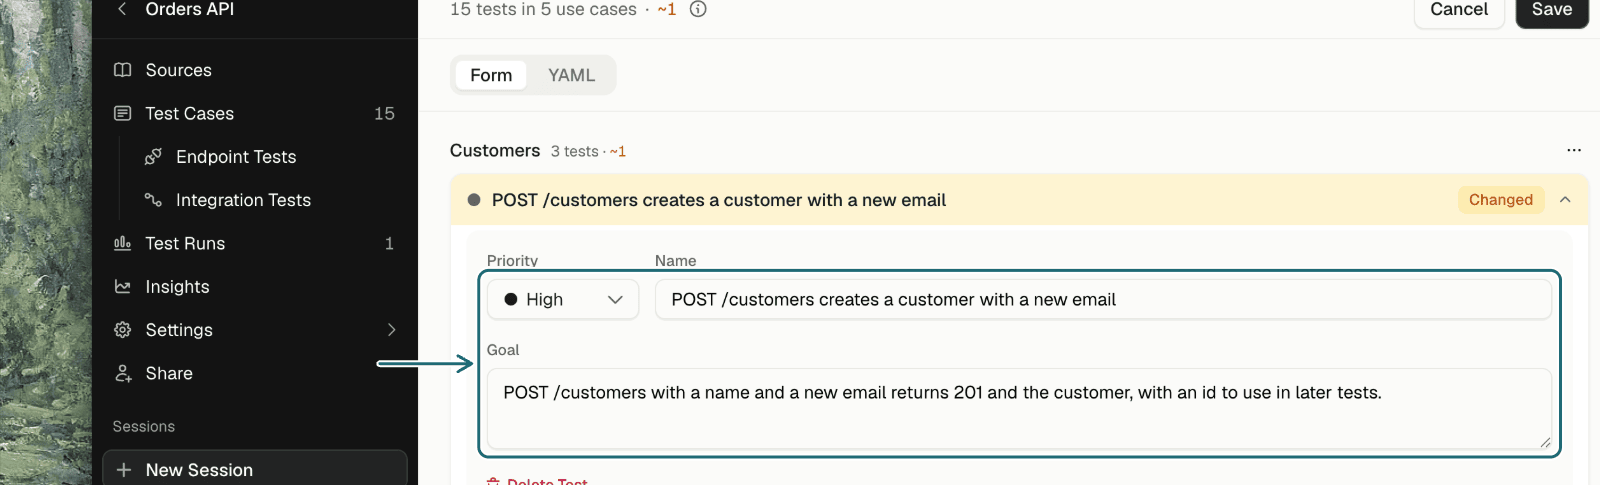 Orders API
15 tests in 5 use cases · ~1
Cancel
Save
Sources
Test Cases 15
Endpoint Tests
Integration Tests
Test Runs 1
Insights
Settings
Share
Sessions
New Session
Form
YAML
Customers 3 tests · ~1
POST /customers creates a customer with a new email
Changed
Priority
Name
High
POST /customers creates a customer with a new email
Goal
POST /customers with a name and a new email returns 201 and the customer, with an id to use in later tests.
Delete Test